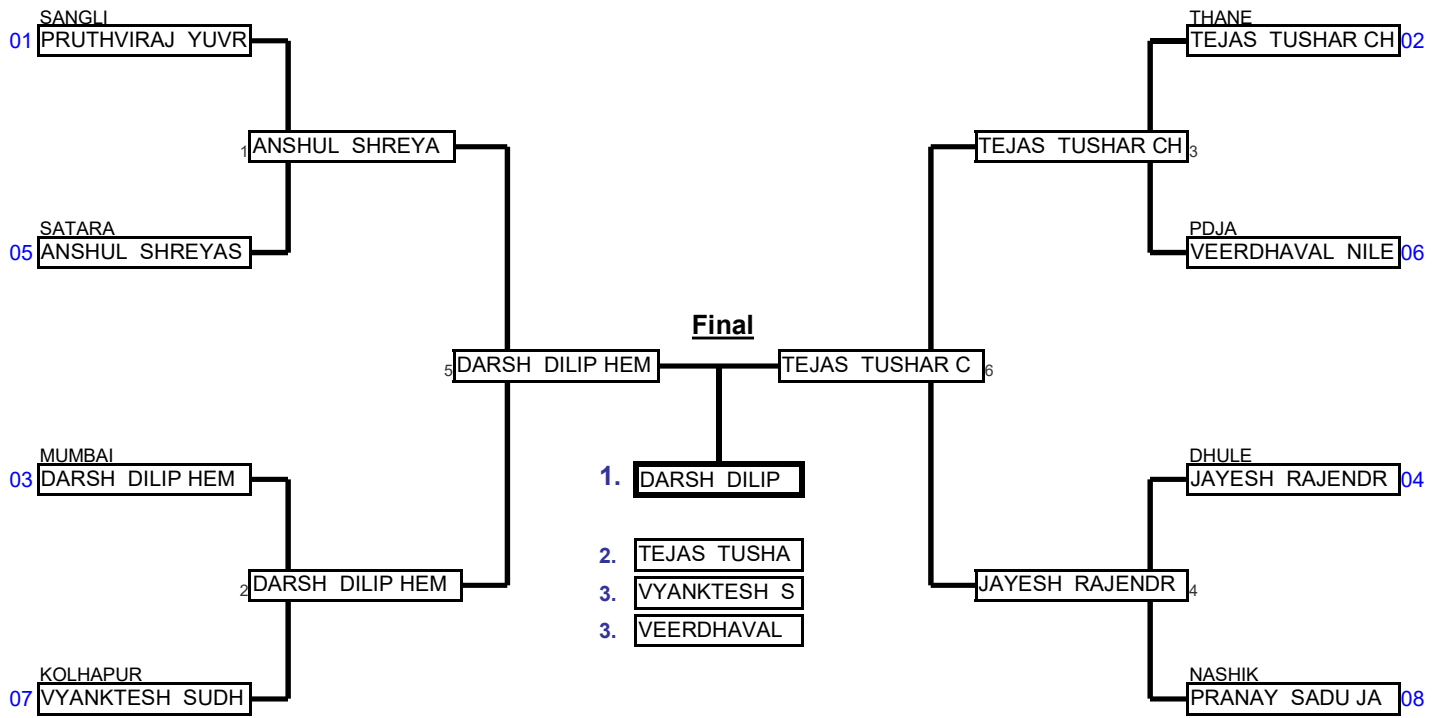 SANGLI
01 PRUTHVIRAJ YUVR
THANE
TEJAS TUSHAR CH 02
1 ANSHUL SHREYA
TEJAS TUSHAR CH 3
SATARA
05 ANSHUL SHREYAS
PDJA
VEERDHAVAL NILE 06
Final
5 DARSH DILIP HEM
TEJAS TUSHAR C 6
MUMBAI
03 DARSH DILIP HEM
1. DARSH DILIP
DHULE
JAYESH RAJENDR 04
2. TEJAS TUSHA
2 DARSH DILIP HEM
3. VYANKTESH S
JAYESH RAJENDR 4
3. VEERDHAVAL
KOLHAPUR
07 VYANKTESH SUDH
NASHIK
PRANAY SADU JA 08